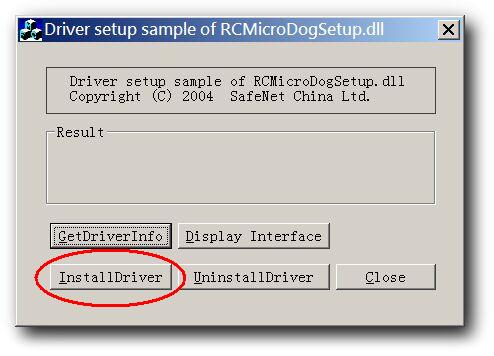 Driver setup sample of RCMicroDogSetup.dll
Driver setup sample of RCMicroDogSetup.dll
Copyright (C) 2004 SafeNet China Ltd.
Result
GetDriverInfo
Display Interface
InstallDriver
UninstallDriver
Close